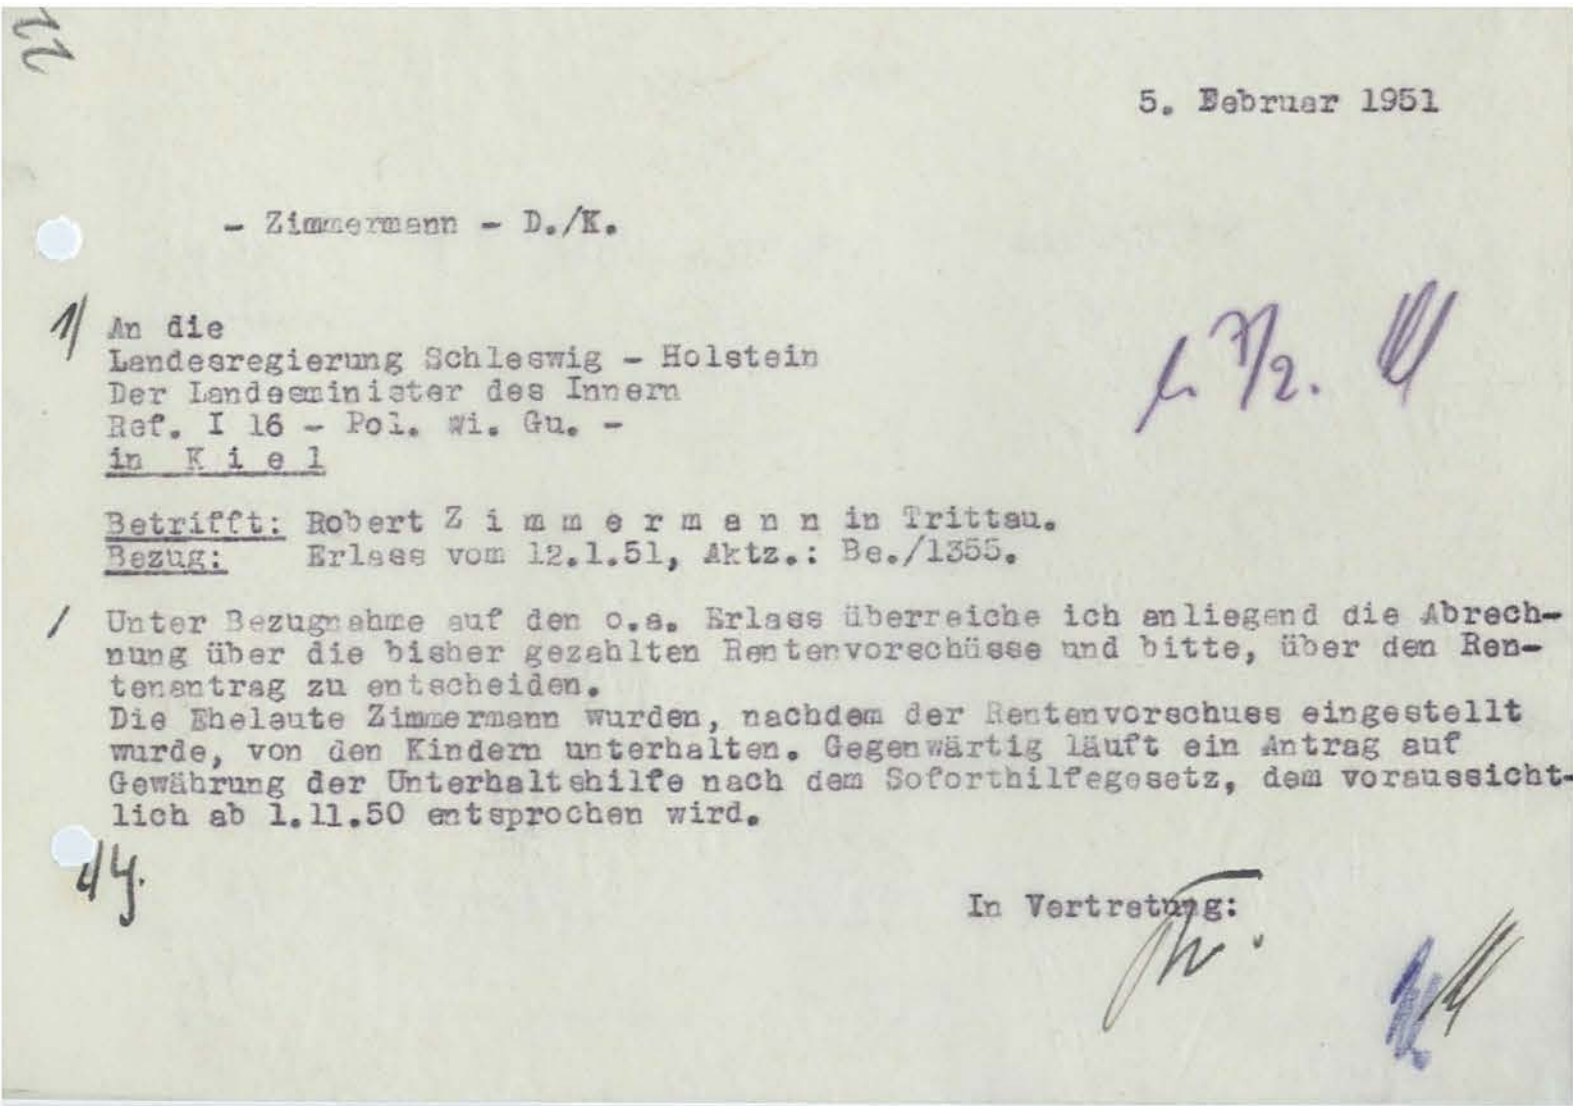 5. Februar 1951
- Zimmermann - D./K.
1/ An die
Landesregierung Schleswig - Holstein
Der Landesminister des Innern
Ref. I 16 - Pol. Wi. Gu. -
in K i e l
7/2.
Betrifft: Robert Z i m m e r m a n n in Trittau.
Bezug: Erlass vom 12.1.51, Aktz.: Be./1355.
/ Unter Bezugnahme auf den o.a. Erlass überreiche ich anliegend die Abrech-
nung über die bisher gezahlten Rentenvorschüsse und bitte, über den Ren-
tenantrag zu entscheiden.
Die Eheleute Zimmermann wurden, nachdem der Rentenvorschuss eingestellt
wurde, von den Kindern unterhalten. Gegenwärtig läuft ein Antrag auf
Gewährung der Unterhaltshilfe nach dem Soforthilfegesetz, dem voraussicht-
lich ab 1.11.50 entsprochen wird.
In Vertretung: